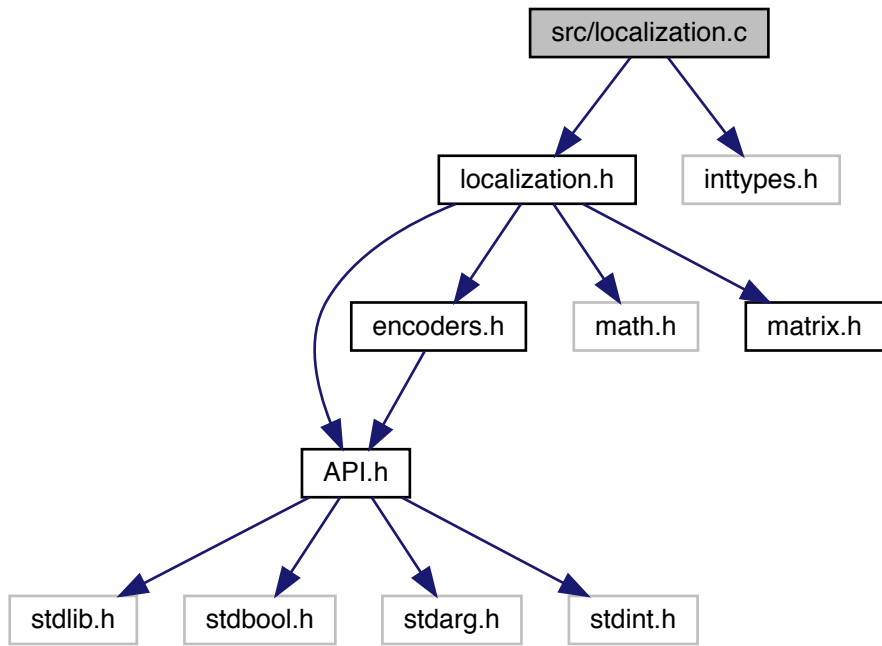 src/localization.c
localization.h
inttypes.h
encoders.h
math.h
matrix.h
API.h
stdlib.h
stdbool.h
stdarg.h
stdint.h